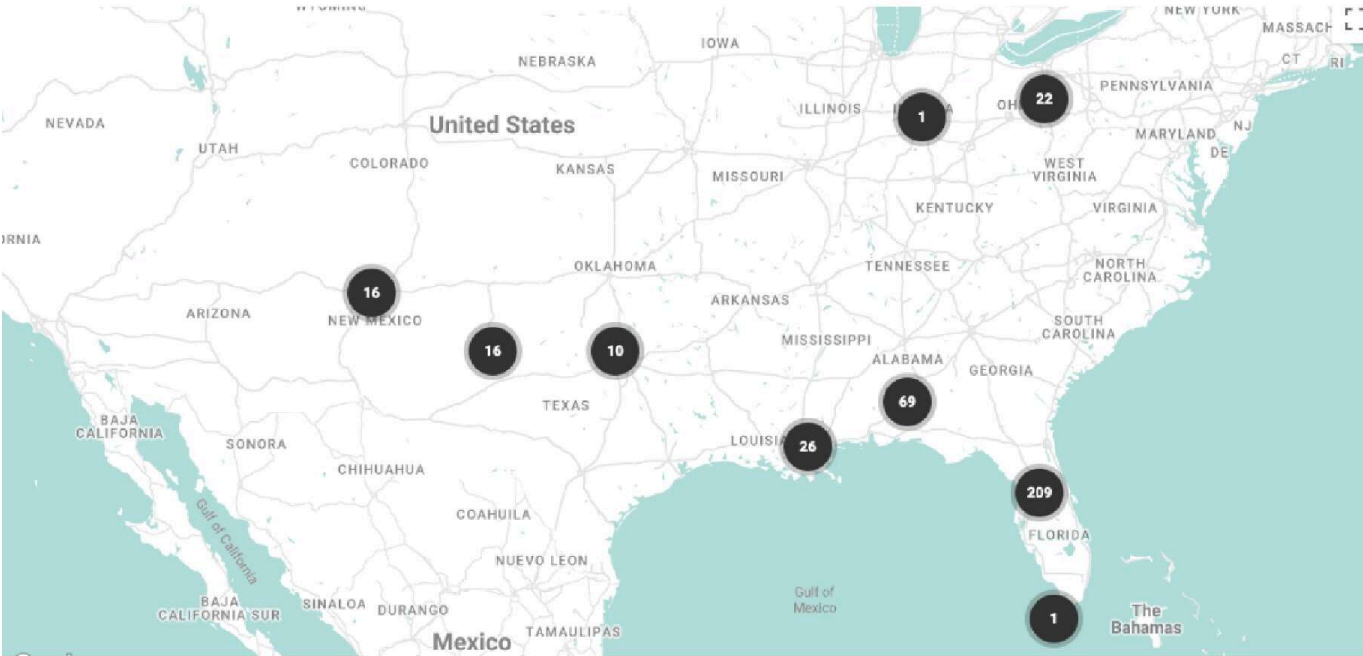 NEW YORK
MASSACH
IOWA
NEBRASKA
CT
RI
PENNSYLVANIA
22
OH
ILLINOIS
1
NEVADA
United States
NJ
MARYLAND
UTAH
DE
COLORADO
KANSAS
WEST
VIRGINIA
MISSOURI
KENTUCKY
VIRGINIA
ORNIA
OKLAHOMA
TENNESSEE
NORTH
CAROLINA
16
ARKANSAS
ARIZONA
NEW MEXICO
SOUTH
CAROLINA
MISSISSIPPI
16
10
ALABAMA
GEORGIA
69
TEXAS
BAJA
CALIFORNIA
SONORA
LOUISIA
26
CHIHUAHUA
209
COAHUILA
FLORIDA
Gulf of California
NUEVO LEON
Gulf of
Mexico
BAJA
CALIFORNIA SUR
SINALOA
DURANGO
1
The
Bahamas
TAMAULIPAS
Mexico